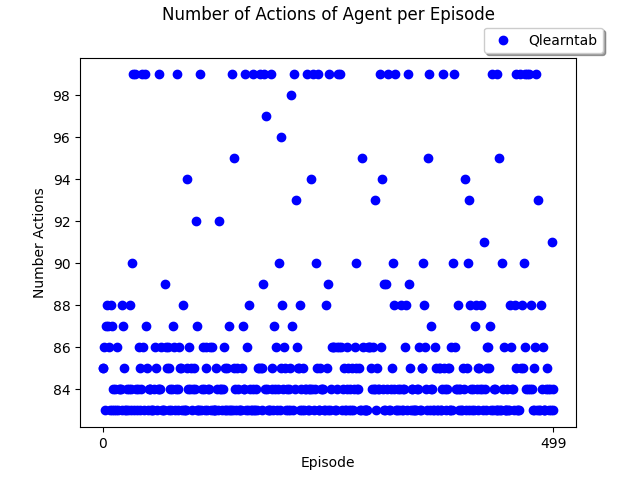 Number of Actions of Agent per Episode
Qlearntab
98
96
94
92
90
88
86
84
Number Actions
0
499
Episode